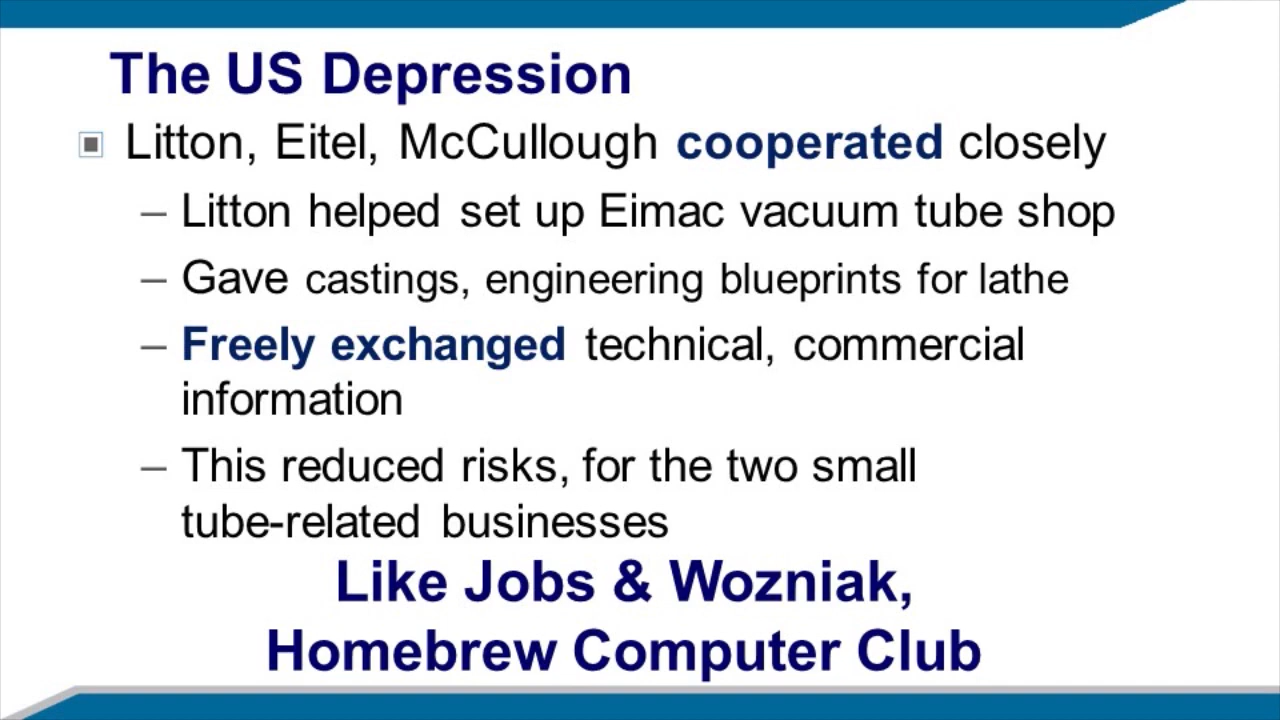 The US Depression
Litton, Eitel, McCullough cooperated closely
– Litton helped set up Eimac vacuum tube shop
– Gave castings, engineering blueprints for lathe
– Freely exchanged technical, commercial
information
– This reduced risks, for the two small
tube-related businesses
Like Jobs & Wozniak,
Homebrew Computer Club